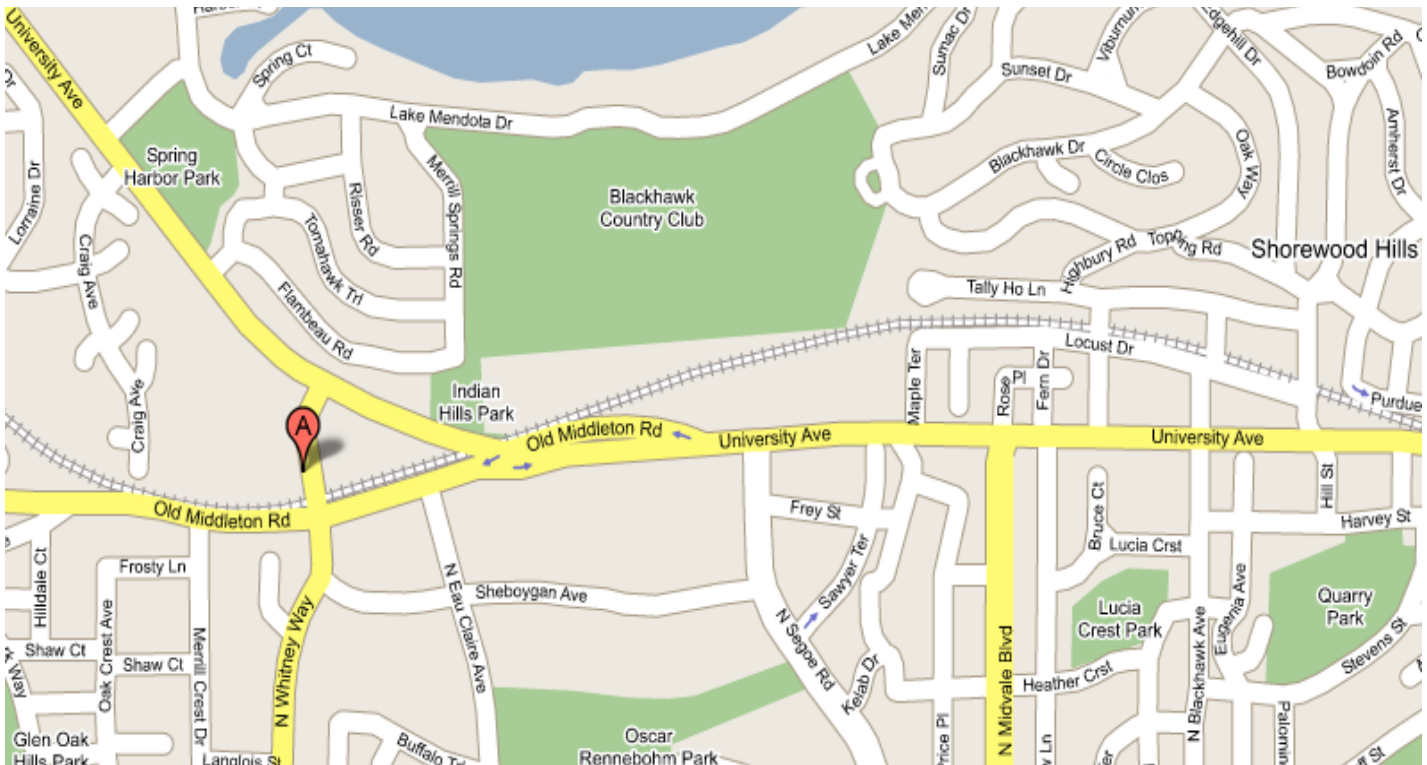 University Ave
Spring Ct
Lake Mendota Dr
Lake Men
Sumac Dr
Viburnum
Edgehill Dr
Sunset Dr
Bowdoin Rd
Amherst Dr
Spring
Harbor Park
Lorraine Dr
Craig Ave
Merrill Springs Rd
Risser Rd
Tomahawk Trl
Flambeau Rd
Blackhawk
Country Club
Blackhawk Dr
Circle Clos
Oak Way
Highbury Rd
Topping Rd
Shorewood Hills
Tally Ho Ln
Locust Dr
Maple Ter
Rose Pl
Fern Dr
Purdue
Indian
Hills Park
Craig Ave
A
Old Middleton Rd
University Ave
University Ave
Old Middleton Rd
Hill St
Harvey St
Bruce Ct
Lucia Crst
Frey St
Sawyer Ter
Hilldale Ct
Frosty Ln
Oak Crest Ave
Shaw Ct
Shaw Ct
Merrill Crest Dr
N Whitney Way
N Eau Claire Ave
Sheboygan Ave
N Segoe Rd
Kelab Dr
N Midvale Blvd
Lucia
Crest Park
Heather Crst
N Blackhawk Ave
Eugenia Ave
Quarry
Park
Stevens St
Palomin
Price Pl
y Ln
ff St
rk Way
Glen Oak
Hills Park
Langlois St
Buffalo T
Oscar
Rennebohm Park